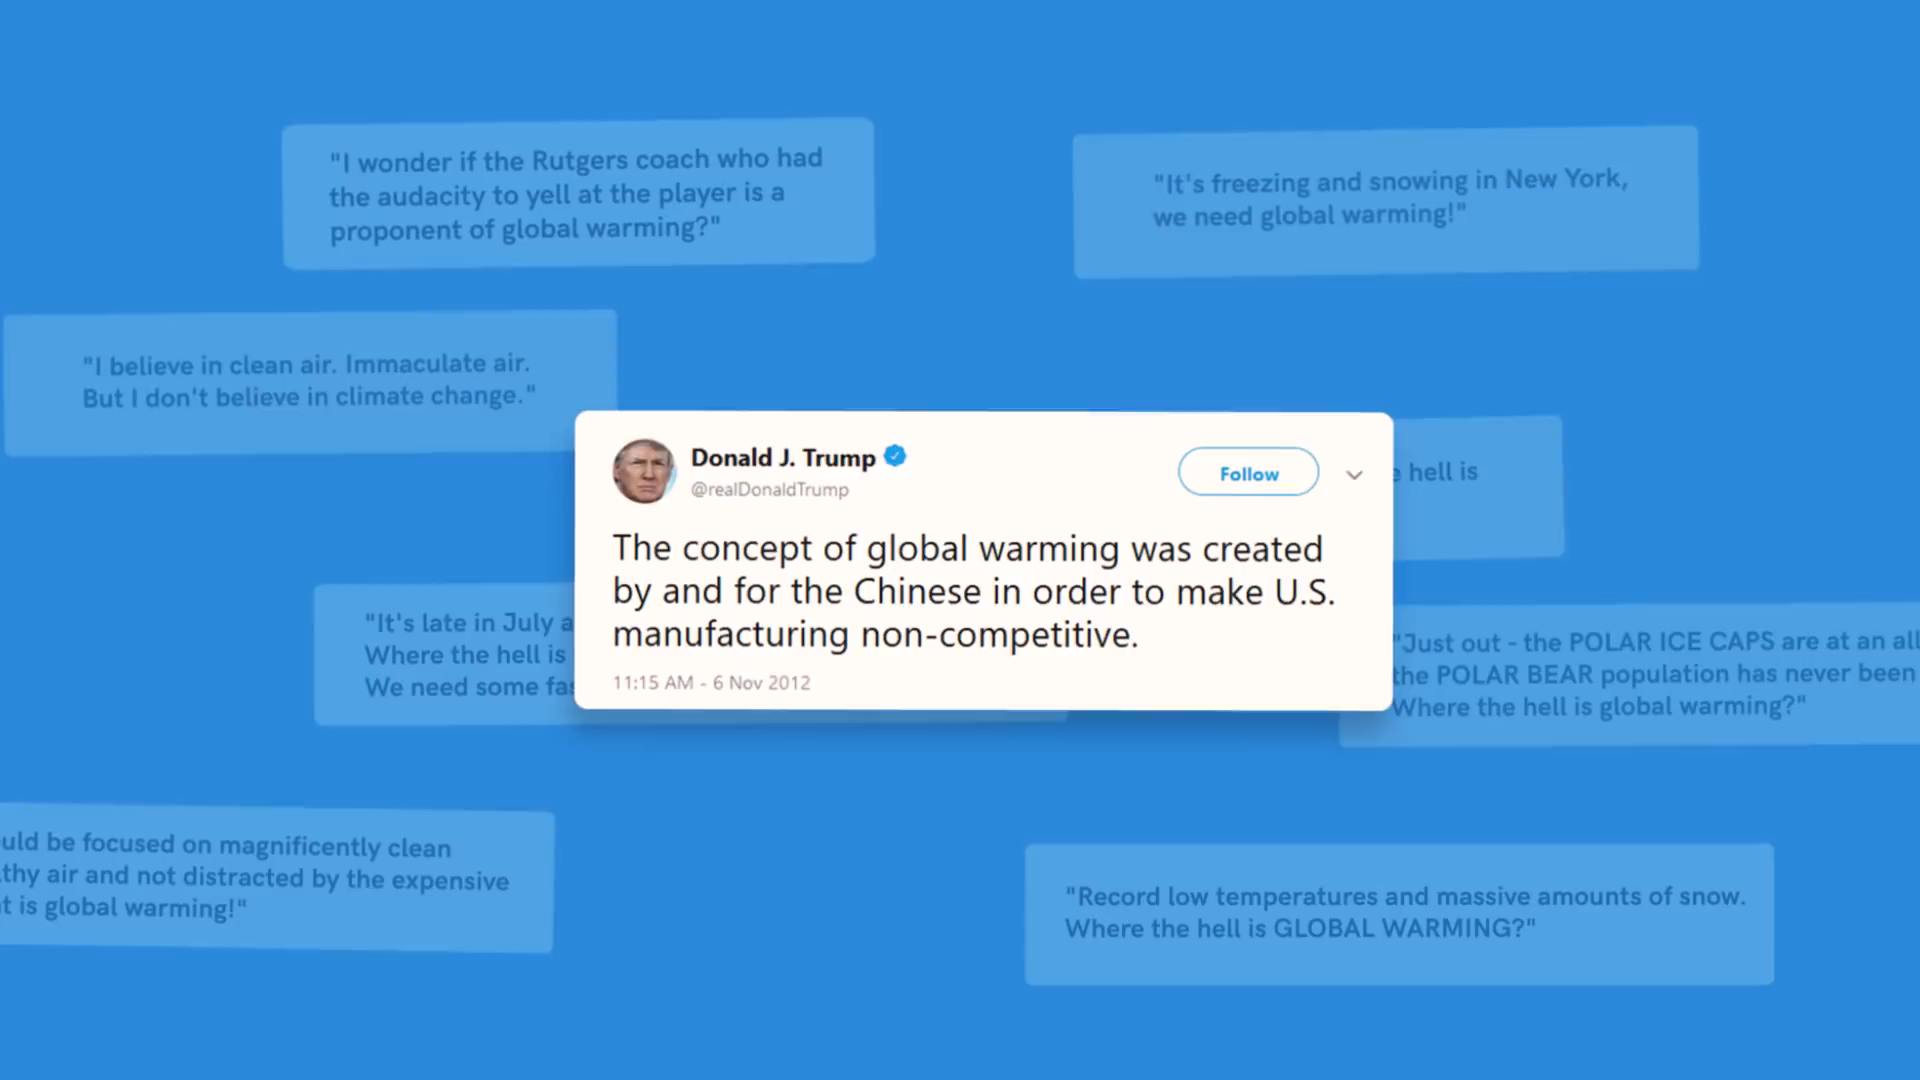 "I wonder if the Rutgers coach who had
the audacity to yell at the player is a
proponent of global warming?"
"It's freezing and snowing in New York,
we need global warming!"
"I believe in clean air. Immaculate air.
But I don't believe in climate change."
Donald J. Trump
@realDonaldTrump
Follow
The concept of global warming was created
by and for the Chinese in order to make U.S.
manufacturing non-competitive.
11:15 AM - 6 Nov 2012
hell is
"It's late in July a
Where the hell is
We need some fas
"Just out - the POLAR ICE CAPS are at an all
the POLAR BEAR population has never been
Where the hell is global warming?"
uld be focused on magnificently clean
thy air and not distracted by the expensive
t is global warming!"
"Record low temperatures and massive amounts of snow.
Where the hell is GLOBAL WARMING?"